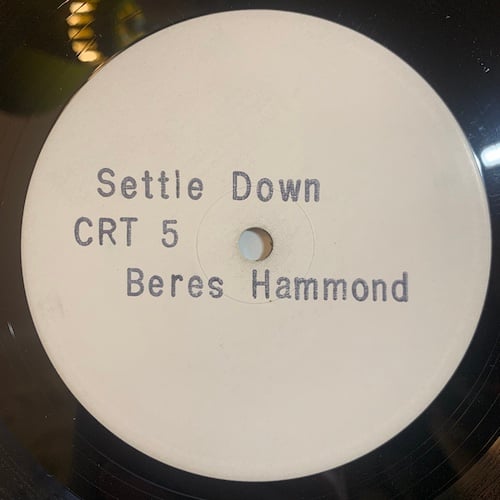 Settle Down
CRT 5
Beres Hammond